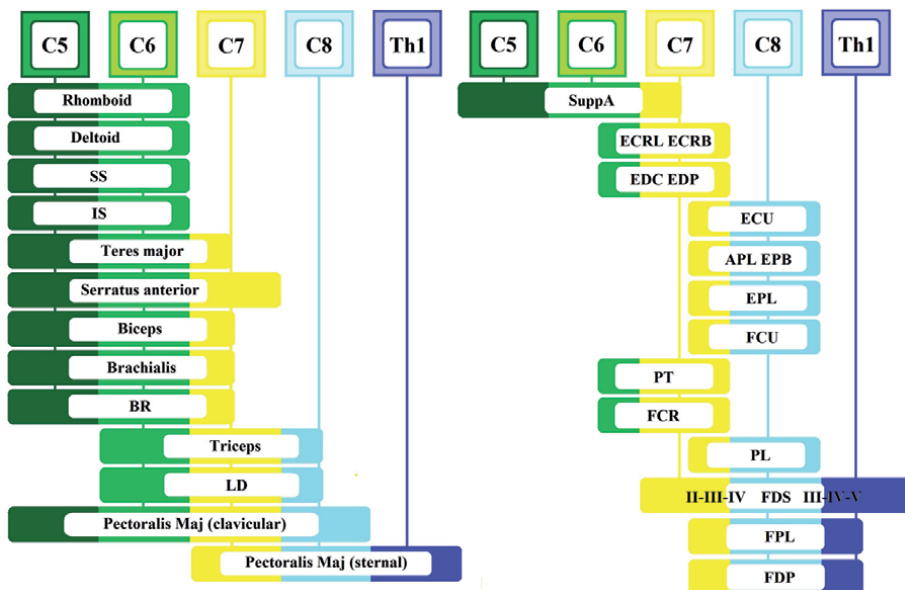 C5 C6 C7 C8 Th1
Rhomboid
Deltoid
SS
IS
Teres major
Serratus anterior
Biceps
Brachialis
BR
Triceps
LD
Pectoralis Maj (clavicular)
Pectoralis Maj (sternal)
C5 C6 C7 C8 Th1
SuppA
ECRL ECRB
EDC EDP
ECU
APL EPB
EPL
FCU
PT
FCR
PL
II-III-IV FDS III-IV-V
FPL
FDP